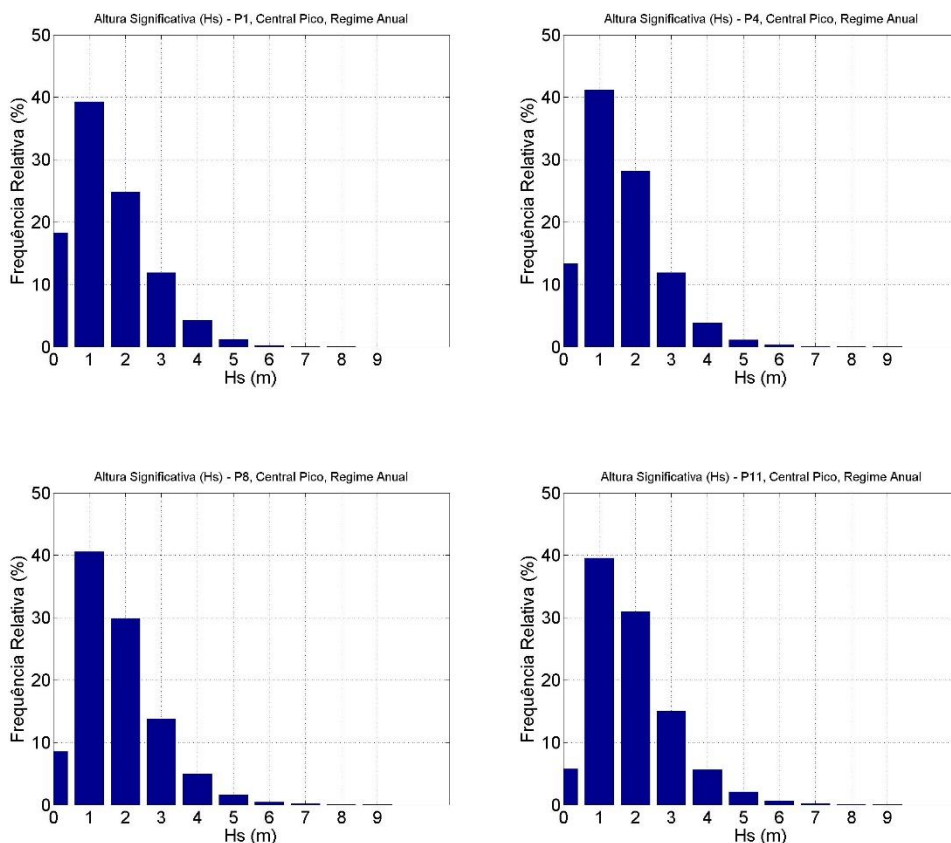 Altura Significativa (Hs) - P1, Central Pico, Regime Anual
50
40
30
20
10
0
Frequência Relativa (%)
0 1 2 3 4 5 6 7 8 9
Hs (m)
Altura Significativa (Hs) - P4, Central Pico, Regime Anual
50
40
30
20
10
0
Frequência Relativa (%)
0 1 2 3 4 5 6 7 8 9
Hs (m)
Altura Significativa (Hs) - P8, Central Pico, Regime Anual
50
40
30
20
10
0
Frequência Relativa (%)
0 1 2 3 4 5 6 7 8 9
Hs (m)
Altura Significativa (Hs) - P11, Central Pico, Regime Anual
50
40
30
20
10
0
Frequência Relativa (%)
0 1 2 3 4 5 6 7 8 9
Hs (m)